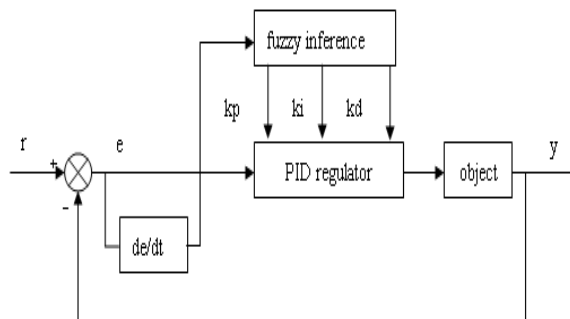 fuzzy inference
kp ki kd
r + e PID regulator object y
-
de/dt